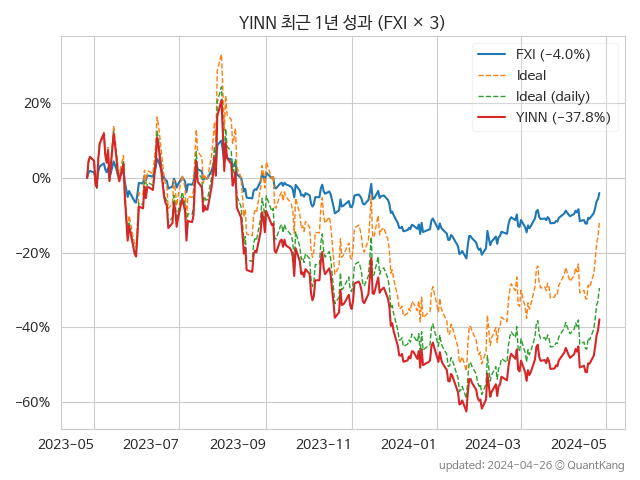 YINN 최근 1년 성과 (FXI × 3)
FXI (−4.0%)
Ideal
Ideal (daily)
YINN (−37.8%)
20%
0%
−20%
−40%
−60%
2023-05 2023-07 2023-09 2023-11 2024-01 2024-03 2024-05
updated: 2024-04-26 © QuantKang